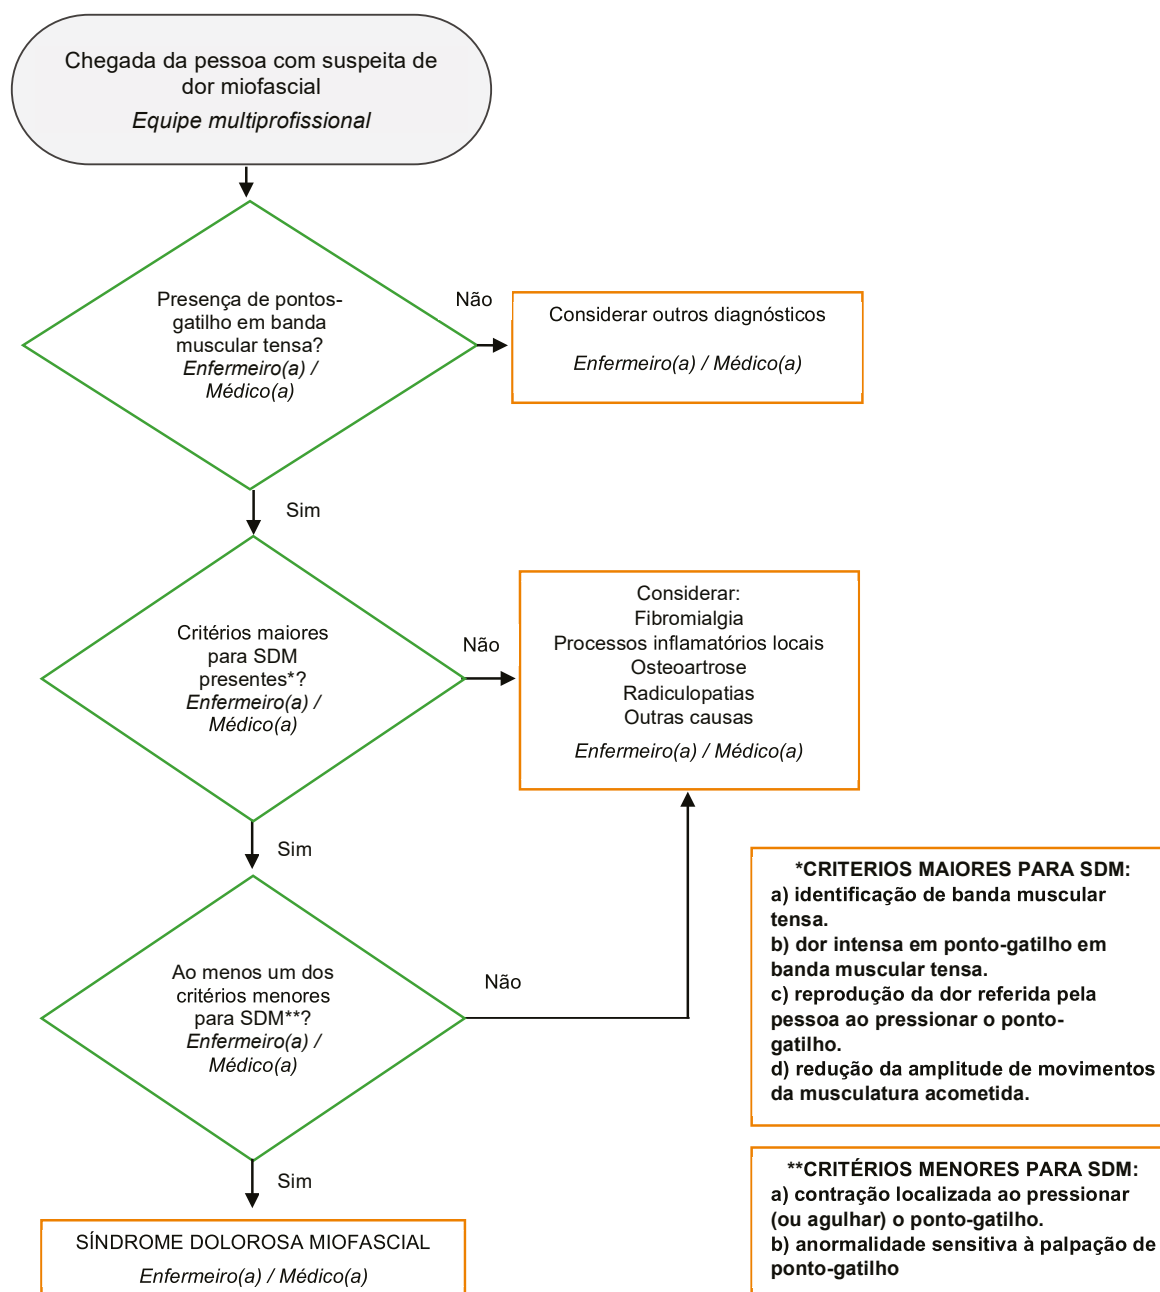 Chegada da pessoa com suspeita de
dor miofascial
Equipe multiprofissional
Presença de pontos-
gatilho em banda
muscular tensa?
Enfermeiro(a) /
Médico(a)
Não
Considerar outros diagnósticos
Enfermeiro(a) / Médico(a)
Sim
Critérios maiores
para SDM
presentes*?
Enfermeiro(a) /
Médico(a)
Não
Considerar:
Fibromialgia
Processos inflamatórios locais
Osteoartrose
Radiculopatias
Outras causas
Enfermeiro(a) / Médico(a)
Sim
Ao menos um dos
critérios menores
para SDM**?
Enfermeiro(a) /
Médico(a)
Não
Sim
SÍNDROME DOLOROSA MIOFASCIAL
Enfermeiro(a) / Médico(a)
*CRITERIOS MAIORES PARA SDM:
a) identificação de banda muscular
tensa.
b) dor intensa em ponto-gatilho em
banda muscular tensa.
c) reprodução da dor referida pela
pessoa ao pressionar o ponto-
gatilho.
d) redução da amplitude de movimentos
da musculatura acometida.
**CRITÉRIOS MENORES PARA SDM:
a) contração localizada ao pressionar
(ou agulhar) o ponto-gatilho.
b) anormalidade sensitiva à palpação de
ponto-gatilho